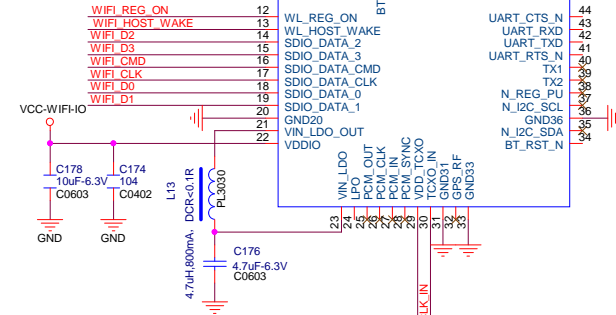 WIFI_REG_ON 12 WL_REG_ON
WIFI_HOST_WAKE 13 WL_HOST_WAKE
WIFI_D2 14 SDIO_DATA_2
WIFI_D3 15 SDIO_DATA_3
WIFI_CMD 16 SDIO_DATA_CMD
WIFI_CLK 17 SDIO_DATA_CLK
WIFI_D0 18 SDIO_DATA_0
WIFI_D1 19 SDIO_DATA_1
20 GND20
21 VIN_LDO_OUT
22 VDDIO
BT
UART_CTS_N 44
UART_RXD 43
UART_TXD 42
UART_RTS_N 41
TX1 40
TX2 39
N_REG_PU 38
N_I2C_SCL 37
GND36 36
N_I2C_SDA 35
BT_RST_N 34
VCC-WIFI-IO
C178
10uF-6.3V
C0603
GND
C174
104
C0402
GND
L13
4.7uH,800mA, DCR<0.1R
PL3030
C176
4.7uF-6.3V
C0603
VIN_LDO 23
LPO 24
PCM_OUT 25
PCM_CLK 26
PCM_IN 27
PCM_SYNC 28
VDD_TCXO 29
TCXO_IN 30
GND31 31
GPS_RF 32
GND33 33
CLK_IN